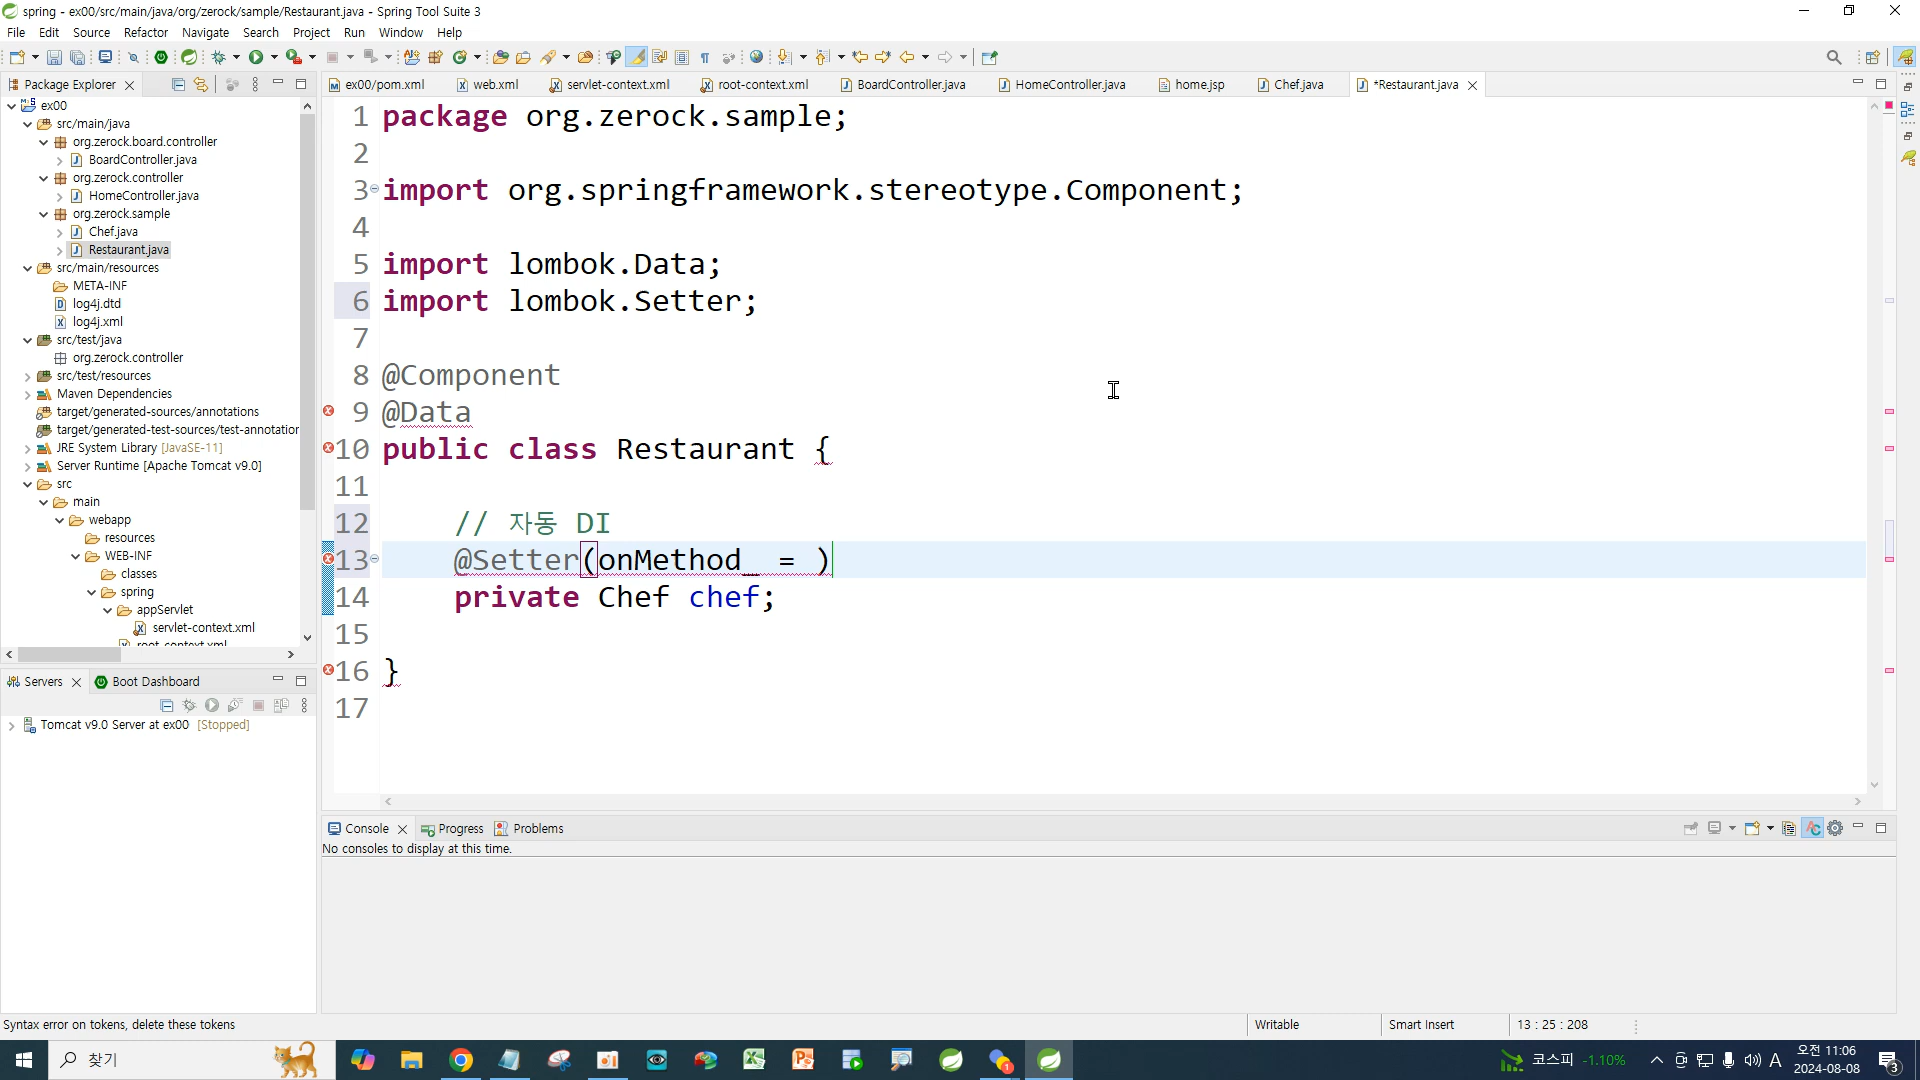 spring - ex00/src/main/java/org/zerock/sample/Restaurant.java - Spring Tool Suite 3
File Edit Source Refactor Navigate Search Project Run Window Help
Package Explorer
ex00/pom.xml web.xml servlet-context.xml root-context.xml BoardController.java HomeController.java home.jsp Chef.java *Restaurant.java
ex00
src/main/java
org.zerock.board.controller
BoardController.java
org.zerock.controller
HomeController.java
org.zerock.sample
Chef.java
Restaurant.java
src/main/resources
META-INF
log4j.dtd
log4j.xml
src/test/java
org.zerock.controller
src/test/resources
Maven Dependencies
target/generated-sources/annotations
target/generated-test-sources/test-annotation
JRE System Library [JavaSE-11]
Server Runtime [Apache Tomcat v9.0]
src
main
webapp
resources
WEB-INF
classes
spring
appServlet
servlet-context.xml
root-context.xml
1 package org.zerock.sample;
2
3 import org.springframework.stereotype.Component;
4
5 import lombok.Data;
6 import lombok.Setter;
7
8 @Component
9 @Data
10 public class Restaurant {
11
12 // 자동 DI
13 @Setter(onMethod_ = )
14 private Chef chef;
15
16 }
17
Servers Boot Dashboard
Tomcat v9.0 Server at ex00 [Stopped]
Console Progress Problems
No consoles to display at this time.
Syntax error on tokens, delete these tokens
Writable Smart Insert 13 : 25 : 208
찾기
코스피 -1.10%
A
오전 11:06
2024-08-08
3